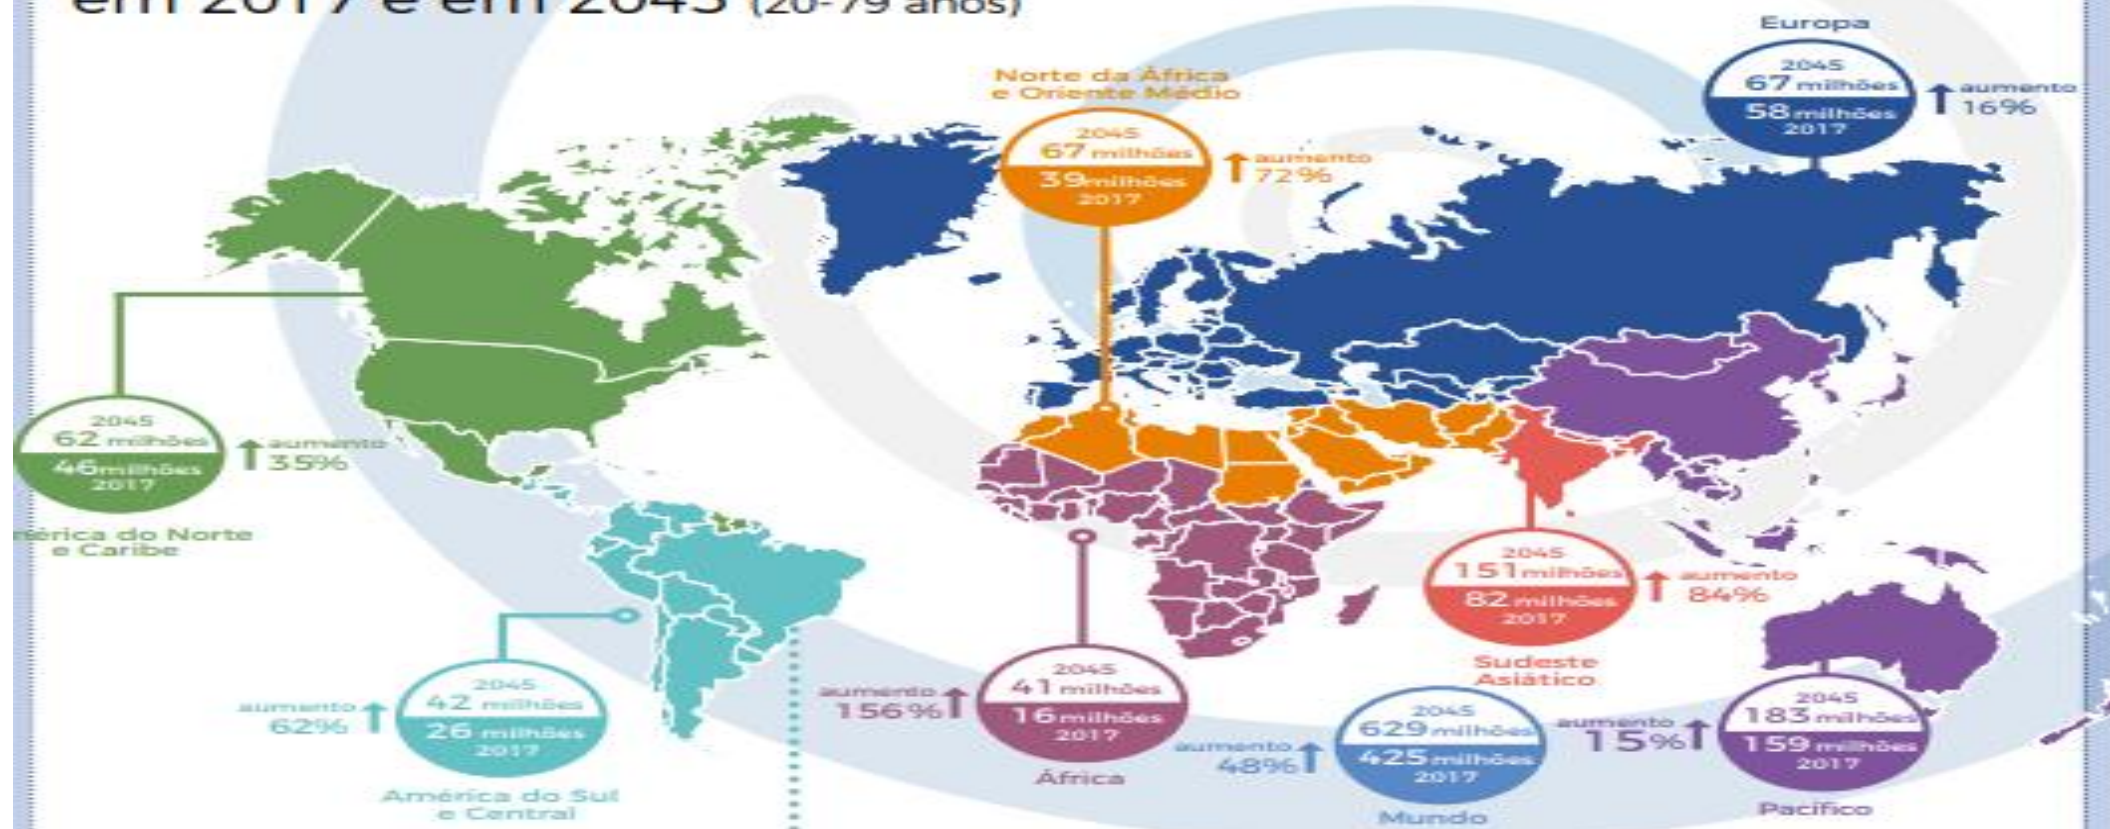 em 2017 e em 2045 (20-79 anos)
Europa
2045
67 milhões
58 milhões
2017
aumento
16%
Norte da África
e Oriente Médio
2045
67 milhões
39 milhões
2017
aumento
72%
2045
62 milhões
46 milhões
2017
aumento
35%
mérica do Norte
e Caribe
2045
151 milhões
82 milhões
2017
aumento
84%
Sudeste
Asiático
2045
42 milhões
26 milhões
2017
aumento
62%
América do Sul
e Central
2045
41 milhões
16 milhões
2017
aumento
156%
África
2045
629 milhões
425 milhões
2017
aumento
48%
Mundo
2045
183 milhões
159 milhões
2017
aumento
15%
Pacífico